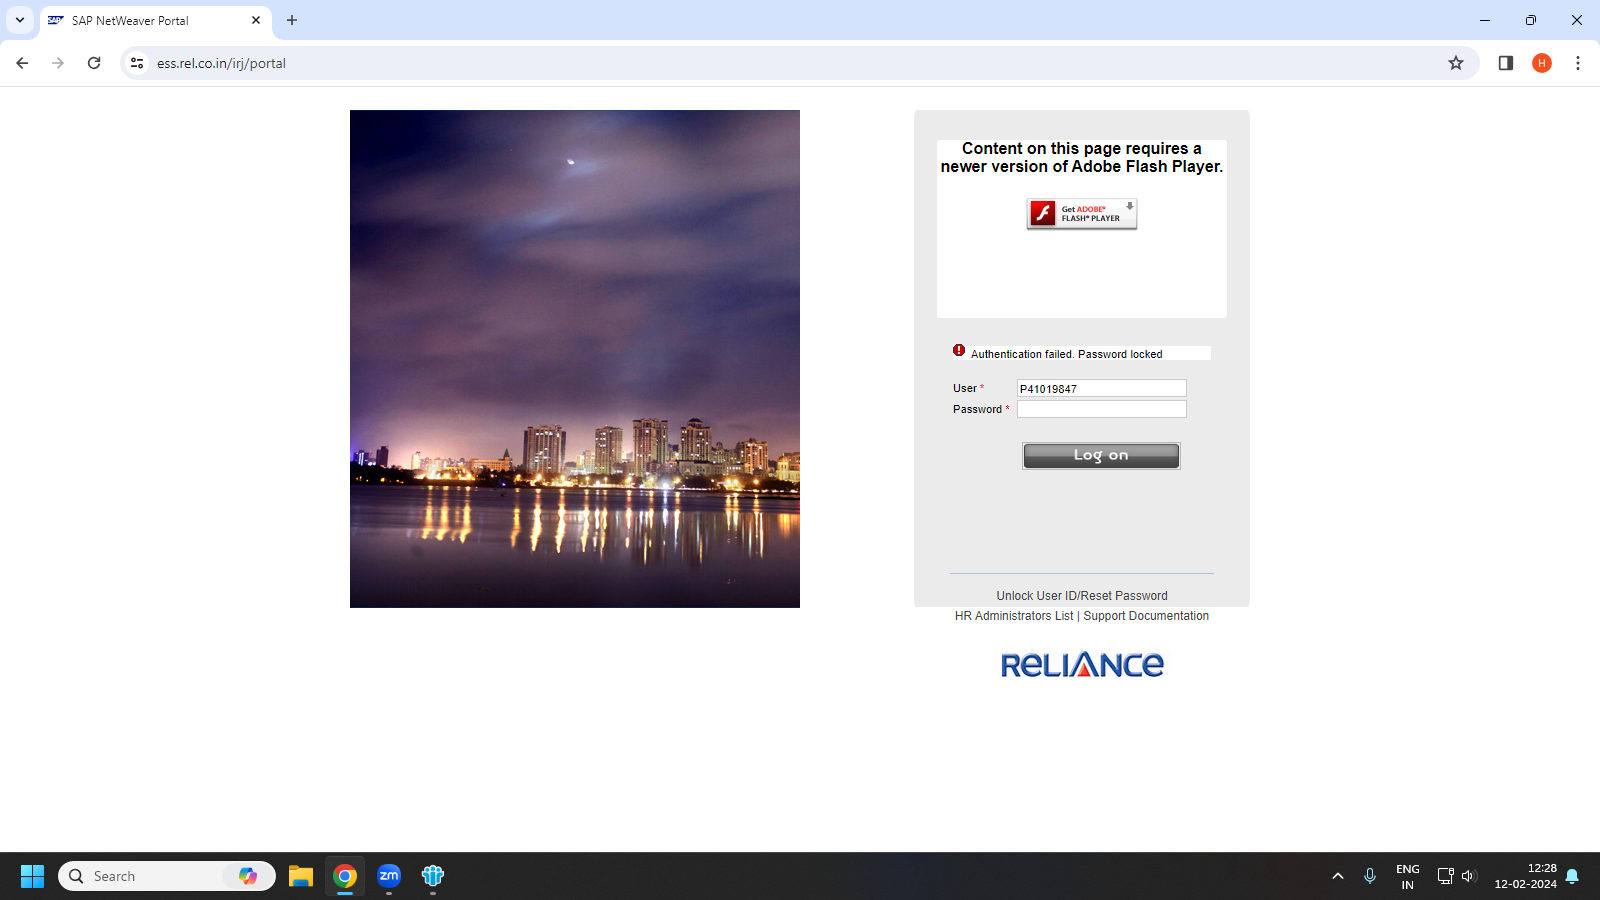 SAP NetWeaver Portal
ess.rel.co.in/irj/portal
H
Content on this page requires a
newer version of Adobe Flash Player.
Get ADOBE®
FLASH® PLAYER
Authentication failed. Password locked
User *
P41019847
Password *
Log on
Unlock User ID/Reset Password
HR Administrators List | Support Documentation
RELIANCE
Search
zm
ENG
IN
12:28
12-02-2024